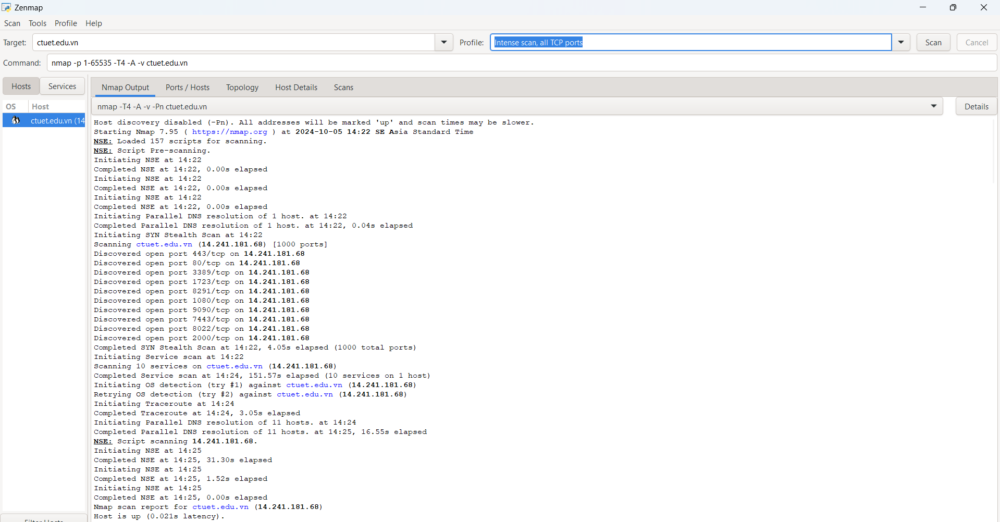 Zenmap
Scan Tools Profile Help
Target: ctuet.edu.vn Profile: Intense scan, all TCP ports Scan Cancel
Command: nmap -p 1-65535 -T4 -A -v ctuet.edu.vn
Hosts Services Nmap Output Ports / Hosts Topology Host Details Scans
OS Host nmap -T4 -A -v -Pn ctuet.edu.vn Details
ctuet.edu.vn (14
Host discovery disabled (-Pn). All addresses will be marked 'up' and scan times may be slower.
Starting Nmap 7.95 ( https://nmap.org ) at 2024-10-05 14:22 SE Asia Standard Time
NSE: Loaded 157 scripts for scanning.
NSE: Script Pre-scanning.
Initiating NSE at 14:22
Completed NSE at 14:22, 0.00s elapsed
Initiating NSE at 14:22
Completed NSE at 14:22, 0.00s elapsed
Initiating NSE at 14:22
Completed NSE at 14:22, 0.00s elapsed
Initiating Parallel DNS resolution of 1 host. at 14:22
Completed Parallel DNS resolution of 1 host. at 14:22, 0.04s elapsed
Initiating SYN Stealth Scan at 14:22
Scanning ctuet.edu.vn (14.241.181.68) [1000 ports]
Discovered open port 443/tcp on 14.241.181.68
Discovered open port 80/tcp on 14.241.181.68
Discovered open port 3389/tcp on 14.241.181.68
Discovered open port 1723/tcp on 14.241.181.68
Discovered open port 8291/tcp on 14.241.181.68
Discovered open port 1080/tcp on 14.241.181.68
Discovered open port 9090/tcp on 14.241.181.68
Discovered open port 7443/tcp on 14.241.181.68
Discovered open port 8022/tcp on 14.241.181.68
Discovered open port 2000/tcp on 14.241.181.68
Completed SYN Stealth Scan at 14:22, 4.05s elapsed (1000 total ports)
Initiating Service scan at 14:22
Scanning 10 services on ctuet.edu.vn (14.241.181.68)
Completed Service scan at 14:24, 151.57s elapsed (10 services on 1 host)
Initiating OS detection (try #1) against ctuet.edu.vn (14.241.181.68)
Retrying OS detection (try #2) against ctuet.edu.vn (14.241.181.68)
Initiating Traceroute at 14:24
Completed Traceroute at 14:24, 3.05s elapsed
Initiating Parallel DNS resolution of 11 hosts. at 14:24
Completed Parallel DNS resolution of 11 hosts. at 14:25, 16.55s elapsed
NSE: Script scanning 14.241.181.68.
Initiating NSE at 14:25
Completed NSE at 14:25, 31.30s elapsed
Initiating NSE at 14:25
Completed NSE at 14:25, 1.52s elapsed
Initiating NSE at 14:25
Completed NSE at 14:25, 0.00s elapsed
Nmap scan report for ctuet.edu.vn (14.241.181.68)
Host is up (0.021s latency).
Filter Hosts